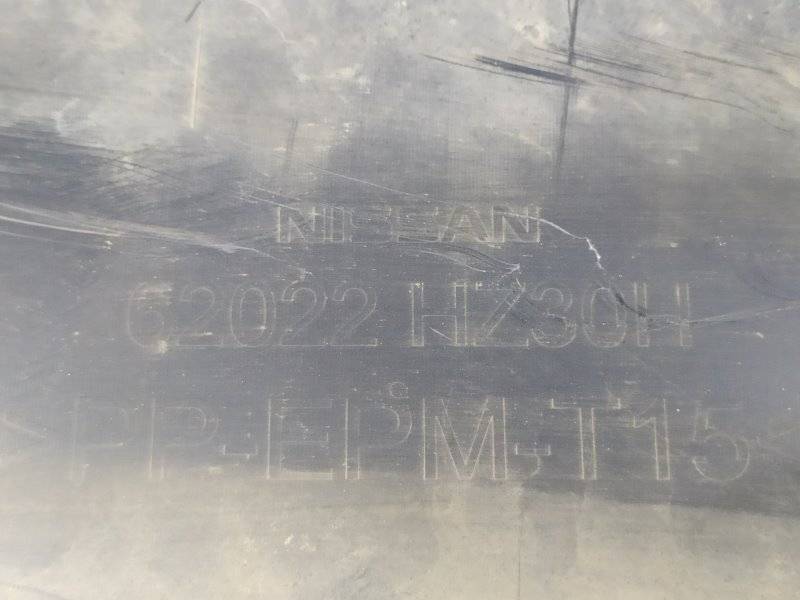 NISSAN
62022 HZ30H
>PP-EPM-T15<